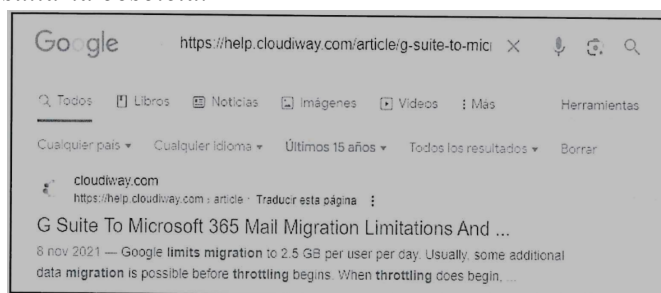 Google https://help.cloudiway.com/article/g-suite-to-mic
Todos Libros Noticias Imágenes Videos Más Herramientas
Cualquier país Cualquier idioma Últimos 15 años Todos los resultados Borrar
cloudiway.com
https://help.cloudiway.com › article · Traducir esta página
G Suite To Microsoft 365 Mail Migration Limitations And ...
8 nov 2021 — Google limits migration to 2.5 GB per user per day. Usually, some additional
data migration is possible before throttling begins. When throttling does begin, ...